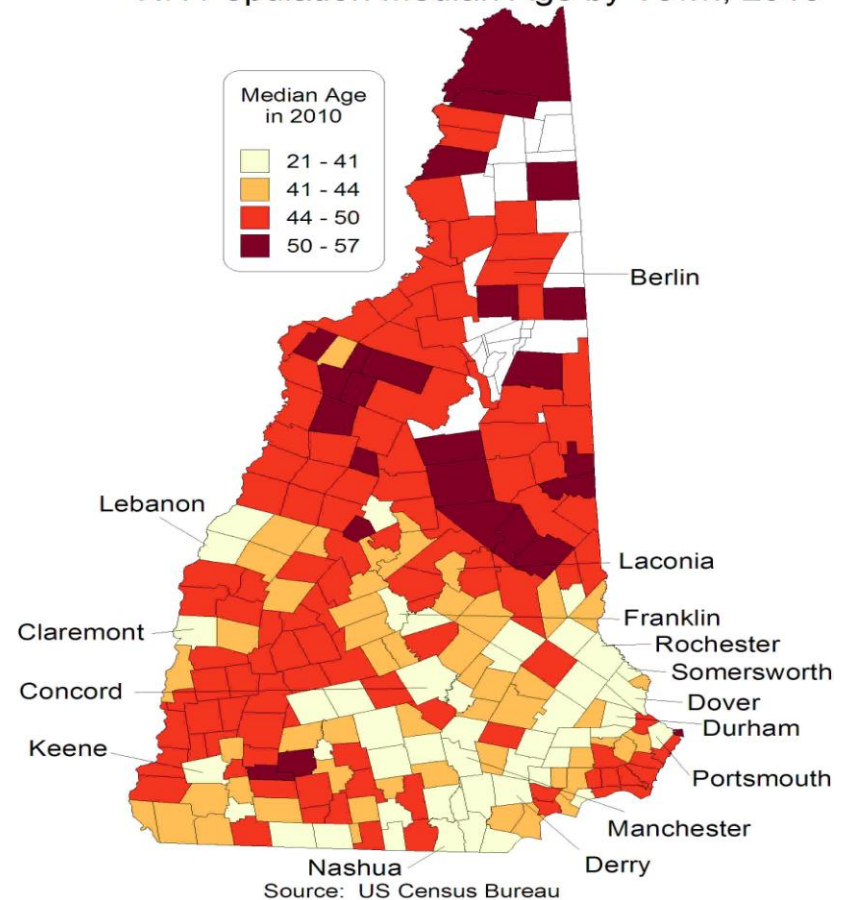 Median Age
in 2010
21 - 41
41 - 44
44 - 50
50 - 57
Berlin
Lebanon
Laconia
Franklin
Claremont
Rochester
Somersworth
Concord
Dover
Durham
Keene
Portsmouth
Manchester
Derry
Nashua
Source: US Census Bureau